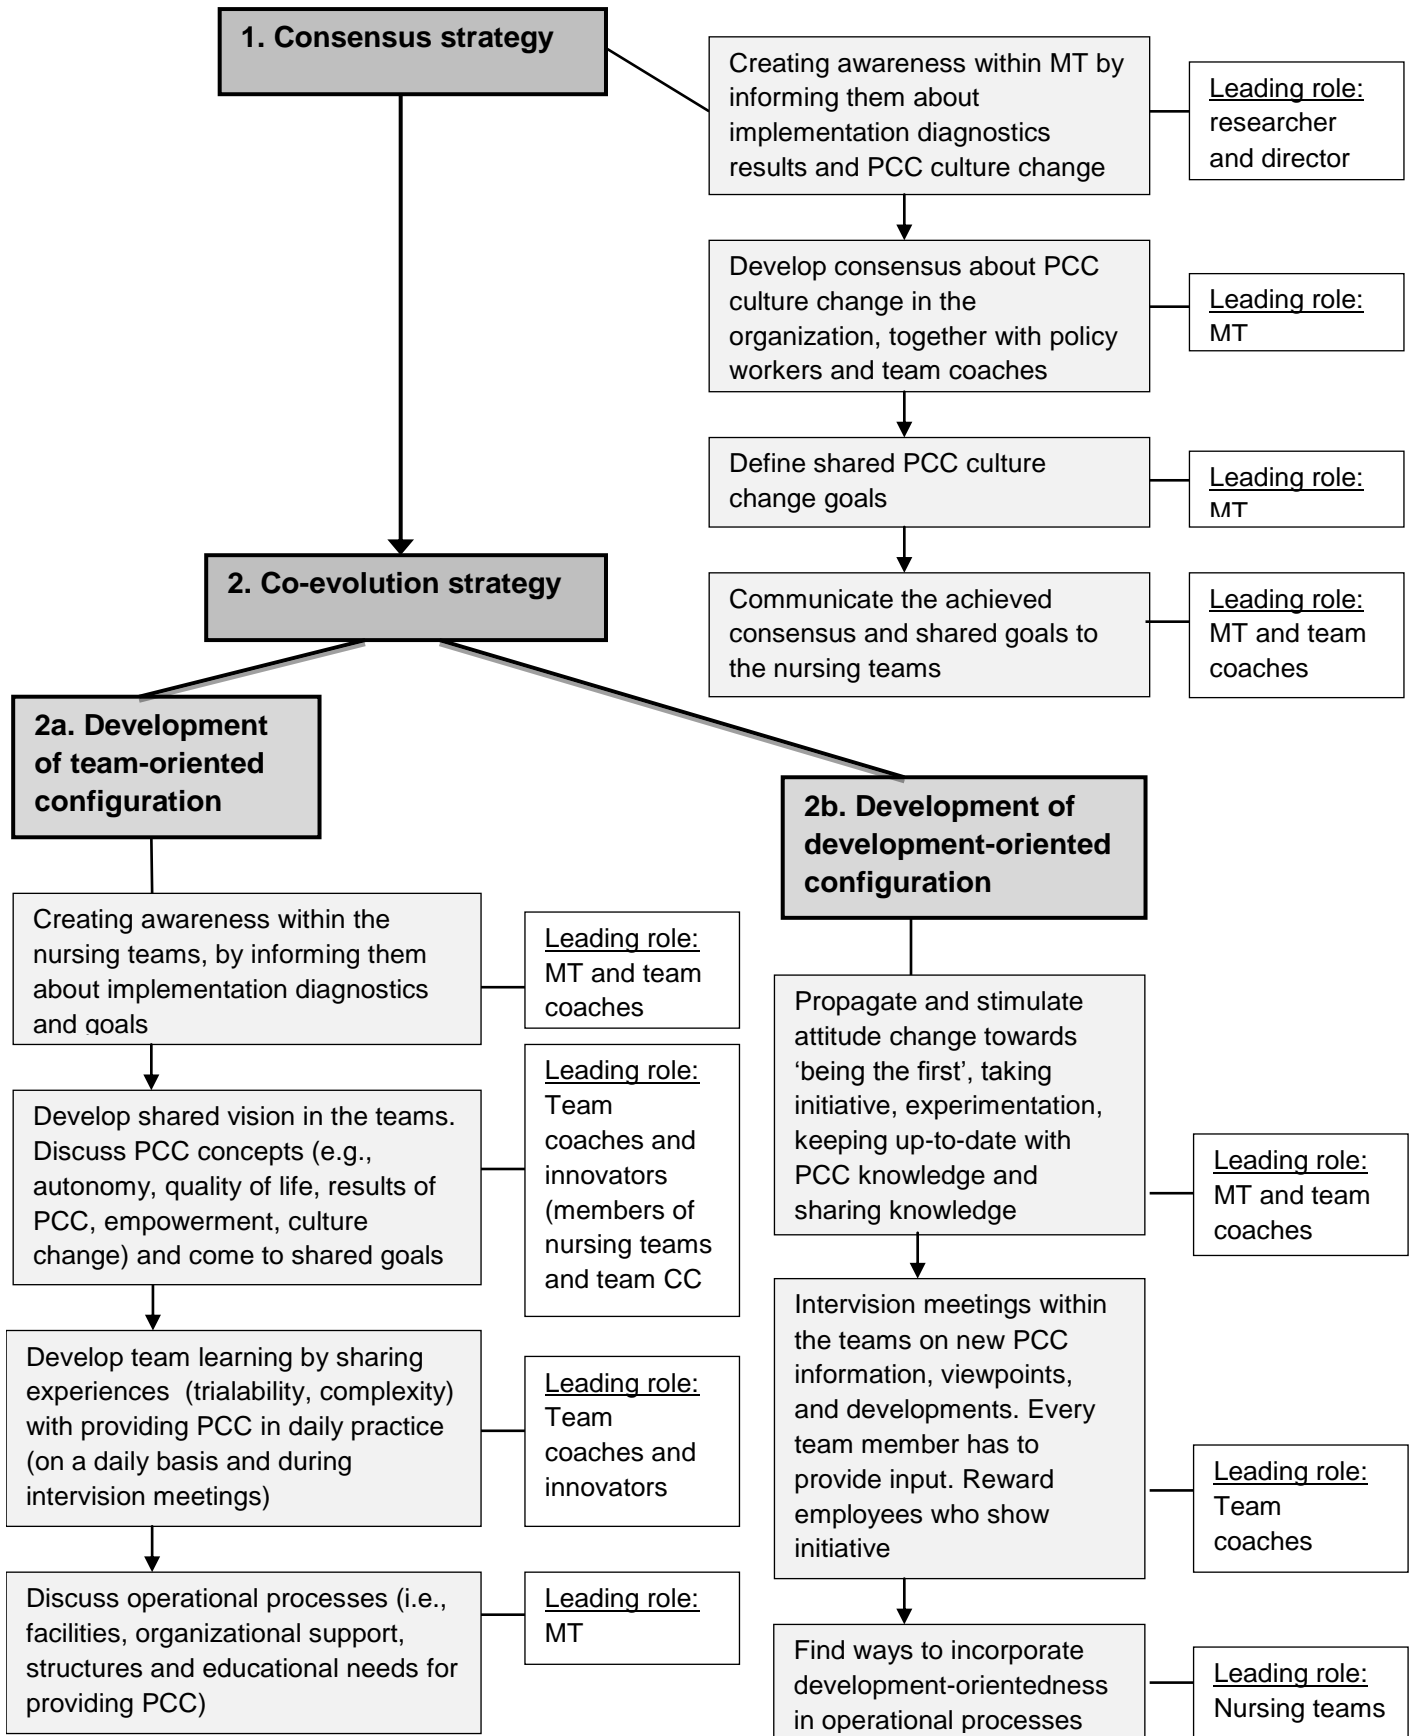 1. Consensus strategy
Creating awareness within MT by
informing them about
implementation diagnostics
results and PCC culture change
Leading role:
researcher
and director
Develop consensus about PCC
culture change in the
organization, together with policy
workers and team coaches
Leading role:
MT
Define shared PCC culture
change goals
Leading role:
MT
2. Co-evolution strategy
Communicate the achieved
consensus and shared goals to
the nursing teams
Leading role:
MT and team
coaches
2a. Development
of team-oriented
configuration
Creating awareness within the
nursing teams, by informing them
about implementation diagnostics
and goals
Leading role:
MT and team
coaches
Develop shared vision in the teams.
Discuss PCC concepts (e.g.,
autonomy, quality of life, results of
PCC, empowerment, culture
change) and come to shared goals
Leading role:
Team
coaches and
innovators
(members of
nursing teams
and team CC
Develop team learning by sharing
experiences  (trialability, complexity)
with providing PCC in daily practice
(on a daily basis and during
intervision meetings)
Leading role:
Team
coaches and
innovators
Discuss operational processes (i.e.,
facilities, organizational support,
structures and educational needs for
providing PCC)
Leading role:
MT
2b. Development of
development-oriented
configuration
Propagate and stimulate
attitude change towards
‘being the first’, taking
initiative, experimentation,
keeping up-to-date with
PCC knowledge and
sharing knowledge
Leading role:
MT and team
coaches
Intervision meetings within
the teams on new PCC
information, viewpoints,
and developments. Every
team member has to
provide input. Reward
employees who show
initiative
Leading role:
Team
coaches
Find ways to incorporate
development-orientedness
in operational processes
Leading role:
Nursing teams